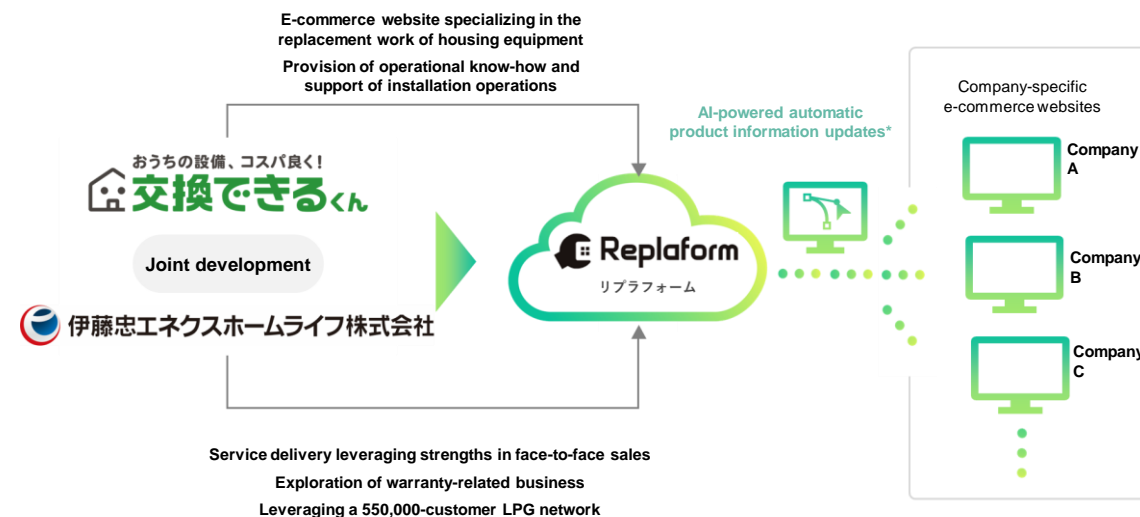 E-commerce website specializing in the
replacement work of housing equipment
Provision of operational know-how and
support of installation operations
おうちの設備、コスパ良く!
交換できるくん
Joint development
伊藤忠エネクスホームライフ株式会社
Replaform
リプラフォーム
AI-powered automatic
product information updates*
Company-specific
e-commerce websites
Company
A
Company
B
Company
C
Service delivery leveraging strengths in face-to-face sales
Exploration of warranty-related business
Leveraging a 550,000-customer LPG network